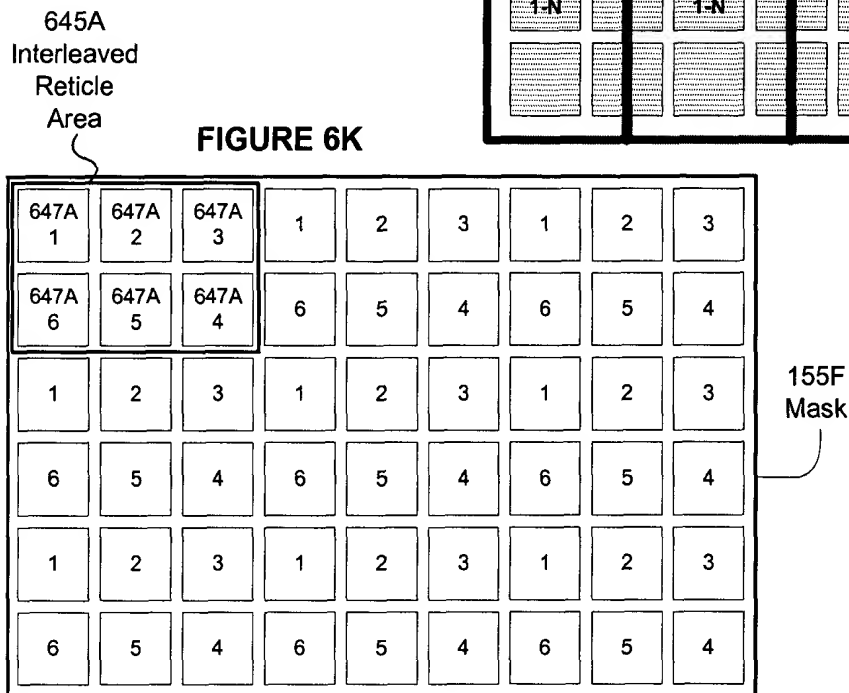 645A
Interleaved
Reticle
Area
1-N 1-N
FIGURE 6K
647A 647A 647A
1 2 3 1 2 3 1 2 3
647A 647A 647A
6 5 4 6 5 4 6 5 4
1 2 3 1 2 3 1 2 3
155F
Mask
6 5 4 6 5 4 6 5 4
1 2 3 1 2 3 1 2 3
6 5 4 6 5 4 6 5 4